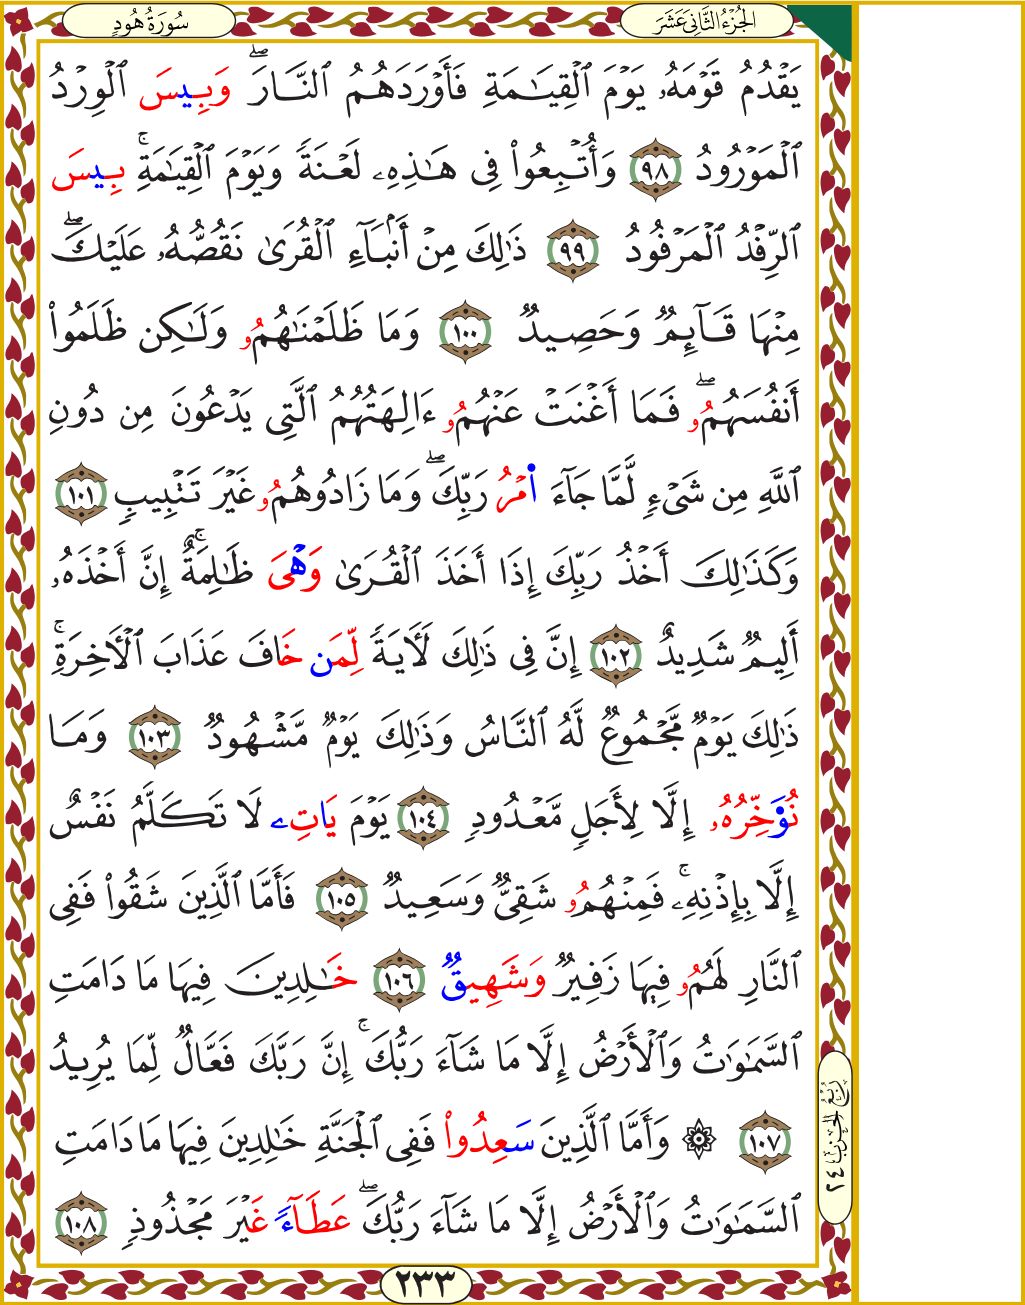 سُورَةُ هُودٍ
الجُزْءُ الثَّانِي عَشَرَ
يَقْدُمُ قَوْمَهُۥ يَوْمَ ٱلْقِيَـٰمَةِ فَأَوْرَدَهُمُ ٱلنَّارَۖ وَبِيسَ ٱلْوِرْدُ
ٱلْمَوْرُودُ ٩٨ وَأُتْبِعُوا۟ فِى هَـٰذِهِۦ لَعْنَةً وَيَوْمَ ٱلْقِيَـٰمَةِۚ بِيسَ
ٱلرِّفْدُ ٱلْمَرْفُودُ ٩٩ ذَٰلِكَ مِنْ أَنۢبَآءِ ٱلْقُرَىٰ نَقُصُّهُۥ عَلَيْكَۖ
مِنْهَا قَآئِمٌ وَحَصِيدٌ ١٠٠ وَمَا ظَلَمْنَـٰهُمُۥ وَلَـٰكِن ظَلَمُوٓا۟
أَنفُسَهُمُۥۖ فَمَا أَغْنَتْ عَنْهُمُۥ ءَالِهَتُهُمُ ٱلَّتِى يَدْعُونَ مِن دُونِ
ٱللَّهِ مِن شَىْءٍ لَّمَّا جَآءَ ا۬مْرُ رَبِّكَۖ وَمَا زَادُوهُمُۥ غَيْرَ تَتْبِيبٍ ١٠١
وَكَذَٰلِكَ أَخْذُ رَبِّكَ إِذَا أَخَذَ ٱلْقُرَىٰ وَهْىَ ظَـٰلِمَةٌۚ إِنَّ أَخْذَهُۥ
أَلِيمٌ شَدِيدٌ ١٠٢ إِنَّ فِى ذَٰلِكَ لَـَٔايَةً لِّمَن خَافَ عَذَابَ ٱلْـَٔاخِرَةِۚ
ذَٰلِكَ يَوْمٌ مَّجْمُوعٌ لَّهُ ٱلنَّاسُ وَذَٰلِكَ يَوْمٌ مَّشْهُودٌ ١٠٣ وَمَا
نُوَخِّرُهُۥ إِلَّا لِأَجَلٍ مَّعْدُودٍ ١٠٤ يَوْمَ يَاتِۦ لَا تَكَلَّمُ نَفْسٌ
إِلَّا بِإِذْنِهِۦۚ فَمِنْهُمُۥ شَقِىٌّ وَسَعِيدٌ ١٠٥ فَأَمَّا ٱلَّذِينَ شَقُوا۟ فَفِى
ٱلنَّارِ لَهُمُۥ فِيهَا زَفِيرٌ وَشَهِيقٌ ١٠٦ خَـٰلِدِينَ فِيهَا مَا دَامَتِ
ٱلسَّمَـٰوَٰتُ وَٱلْأَرْضُ إِلَّا مَا شَآءَ رَبُّكَۚ إِنَّ رَبَّكَ فَعَّالٌ لِّمَا يُرِيدُ
١٠٧ ۞ وَأَمَّا ٱلَّذِينَ سَعِدُوا۟ فَفِى ٱلْجَنَّةِ خَـٰلِدِينَ فِيهَا مَا دَامَتِ
ٱلسَّمَـٰوَٰتُ وَٱلْأَرْضُ إِلَّا مَا شَآءَ رَبُّكَۖ عَطَآءً غَيْرَ مَجْذُوذٍ ١٠٨
رُبْعُ الحِزْبِ ٢٤
٢٣٣